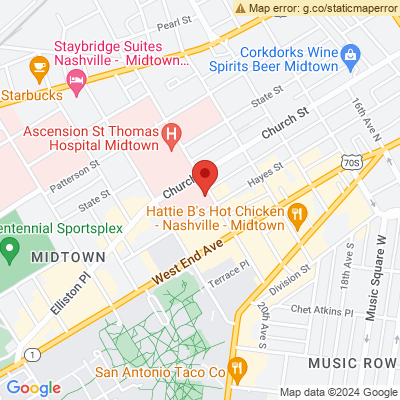 Map error: g.co/staticmaperror
Pearl St
Staybridge Suites
Nashville - Midtown...
Corkdorks Wine
Spirits Beer Midtown
Starbucks
State St
Church St
16th Ave N
Ascension St Thomas
Hospital Midtown
70S
Patterson St
Church
Hayes St
State St
Hattie B's Hot Chicken
- Nashville - Midtown
entennial Sportsplex
West End Ave
MIDTOWN
Elliston Pl
Terrace Pl
Division St
18th Ave S
Music Square W
20th Ave S
Chet Atkins Pl
1
San Antonio Taco Co
MUSIC ROW
Google
Map data ©2024 Google